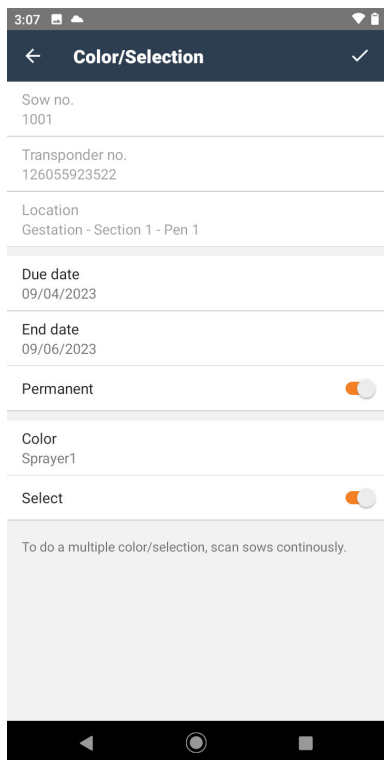 3:07
Color/Selection
Sow no.
1001
Transponder no.
126055923522
Location
Gestation - Section 1 - Pen 1
Due date
09/04/2023
End date
09/06/2023
Permanent
Color
Sprayer1
Select
To do a multiple color/selection, scan sows continously.